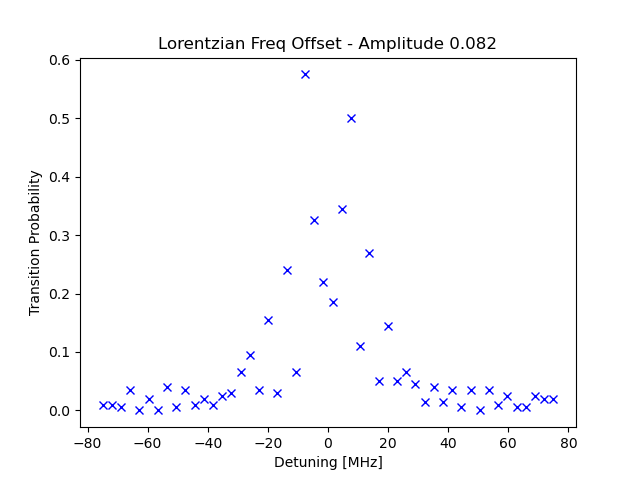 Lorentzian Freq Offset - Amplitude 0.082
0.6
0.5
0.4
0.3
0.2
0.1
0.0
Transition Probability
−80 −60 −40 −20 0 20 40 60 80
Detuning [MHz]